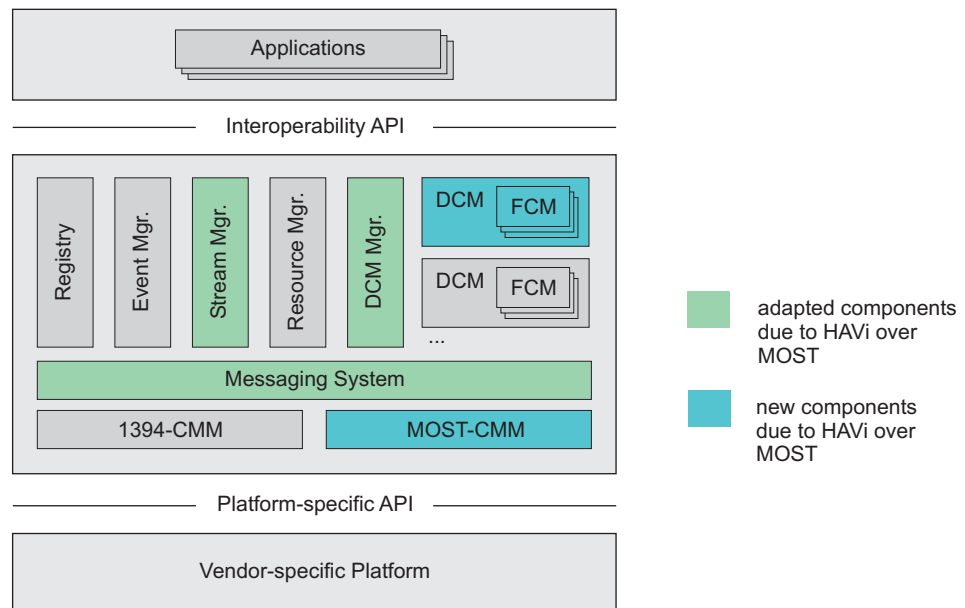 Applications
Interoperability API
Registry
Event Mgr.
Stream Mgr.
Resource Mgr.
DCM Mgr.
DCM
FCM
DCM
FCM
...
Messaging System
1394-CMM
MOST-CMM
Platform-specific API
Vendor-specific Platform
adapted components
due to HAVi over
MOST
new components
due to HAVi over
MOST